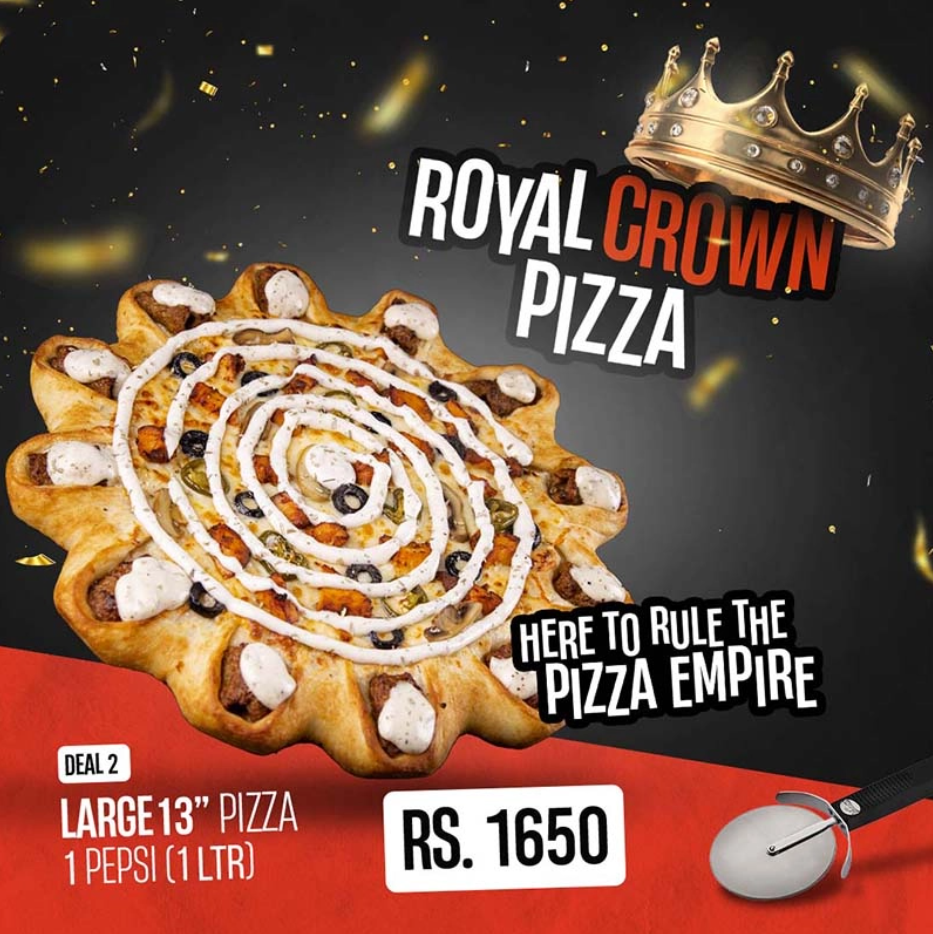 ROYAL CROWN
PIZZA
HERE TO RULE THE
PIZZA EMPIRE
DEAL 2
LARGE 13” PIZZA
1 PEPSI (1 LTR)
RS. 1650